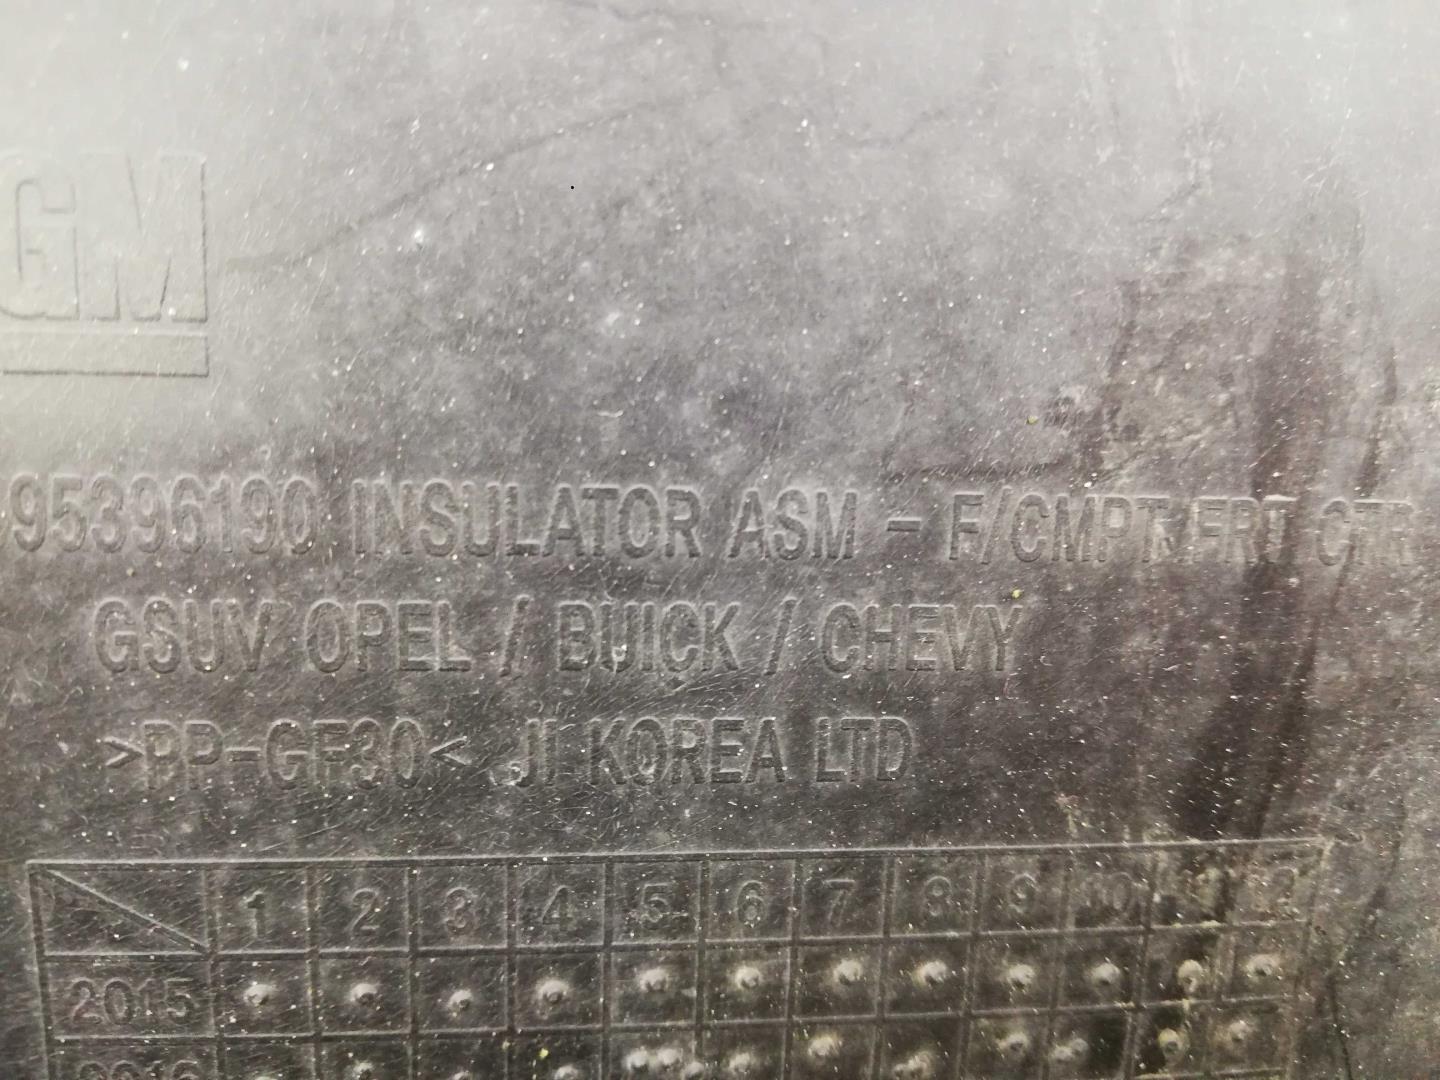 GM
95396190 INSULATOR ASM - F/CMPT FRT CTR
GSUV OPEL / BUICK / CHEVY
>PP-GF30< JI KOREA LTD
1 2 3 4 5 6 7 8 9 10 11 12
2015
2016